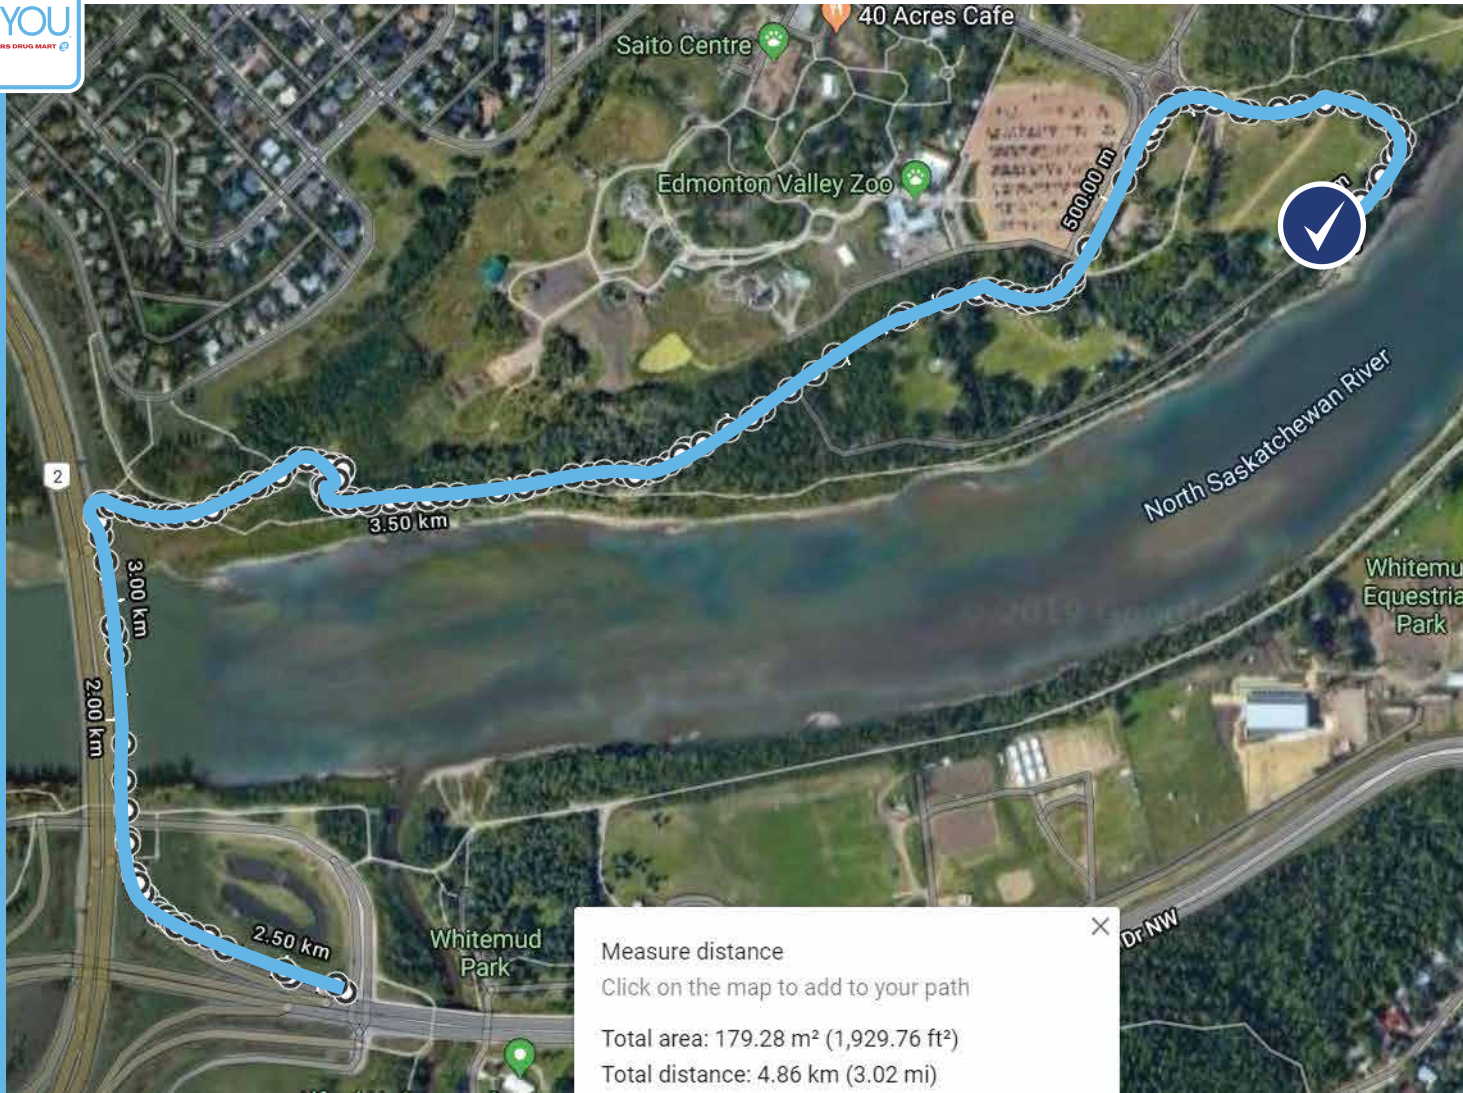 YOU
RS DRUG MART
40 Acres Cafe
Saito Centre
Edmonton Valley Zoo
500.00 m
m
2
North Saskatchewan River
3.50 km
3.00 km
2.00 km
Whitemu
Equestria
Park
2.50 km
Whitemud
Park
Dr NW
Measure distance
Click on the map to add to your path
Total area: 179.28 m² (1,929.76 ft²)
Total distance: 4.86 km (3.02 mi)